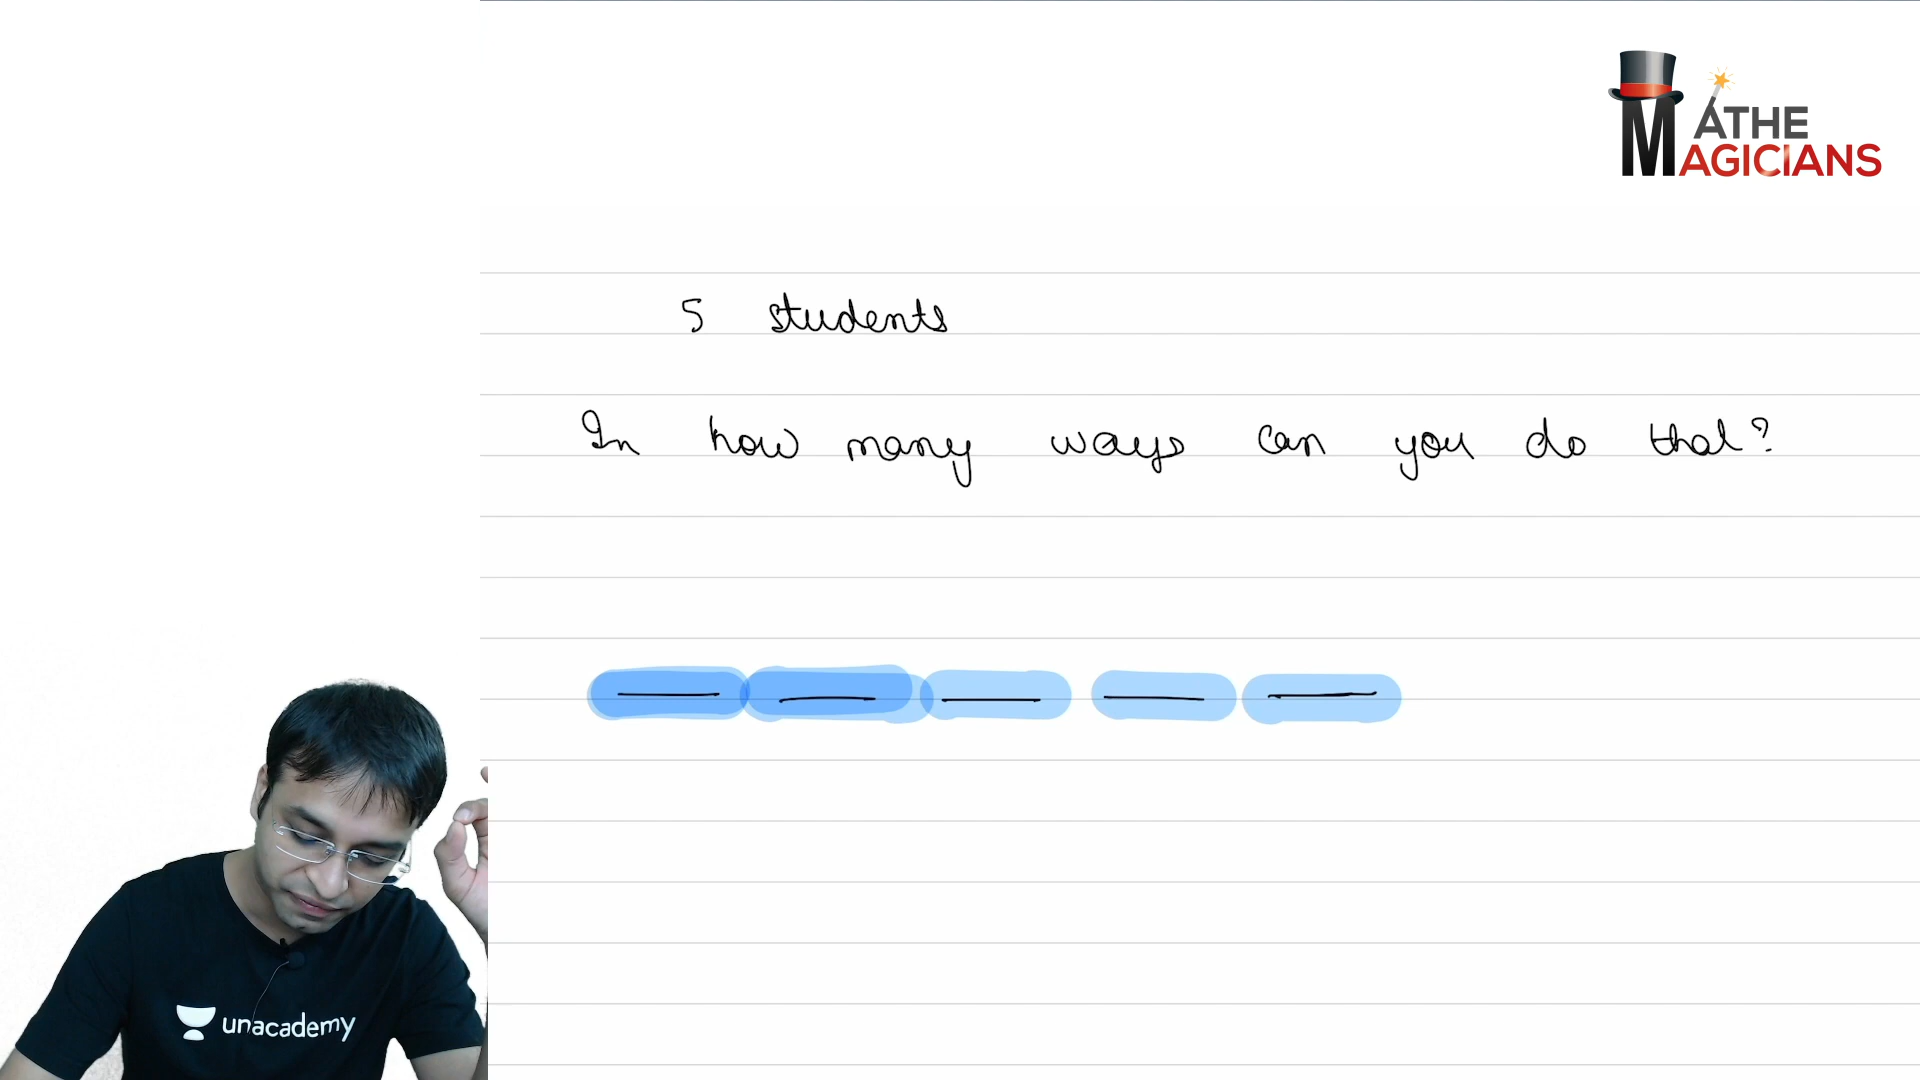 MATHE
MAGICIANS
5 students
In how many ways can you do that?
unacademy